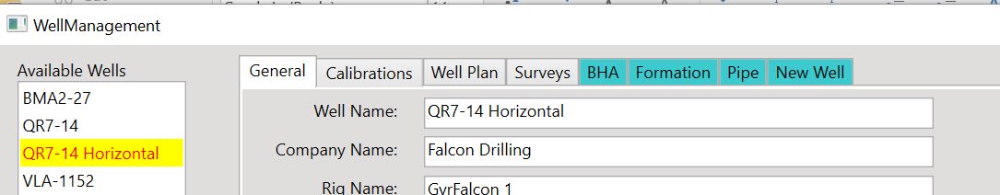 WellManagement
Available Wells
BMA2-27
QR7-14
QR7-14 Horizontal
VLA-1152
General Calibrations Well Plan Surveys BHA Formation Pipe New Well
Well Name: QR7-14 Horizontal
Company Name: Falcon Drilling
Rig Name: GyrFalcon 1